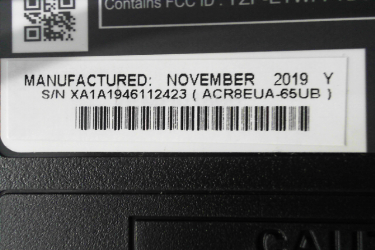 Contains FCC ID :
MANUFACTURED: NOVEMBER 2019 Y
S/N XA1A1946112423 ( ACR8EUA-65UB )